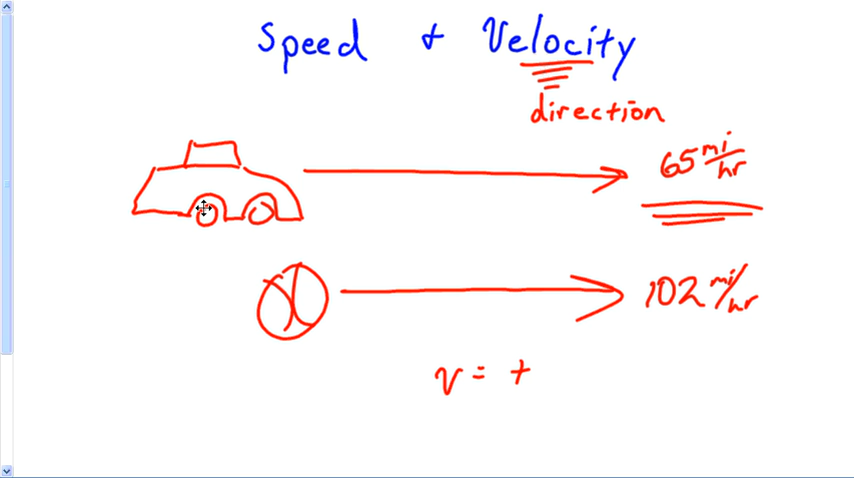 Speed + Velocity
direction
65 mi/hr
102 mi/hr
v = +